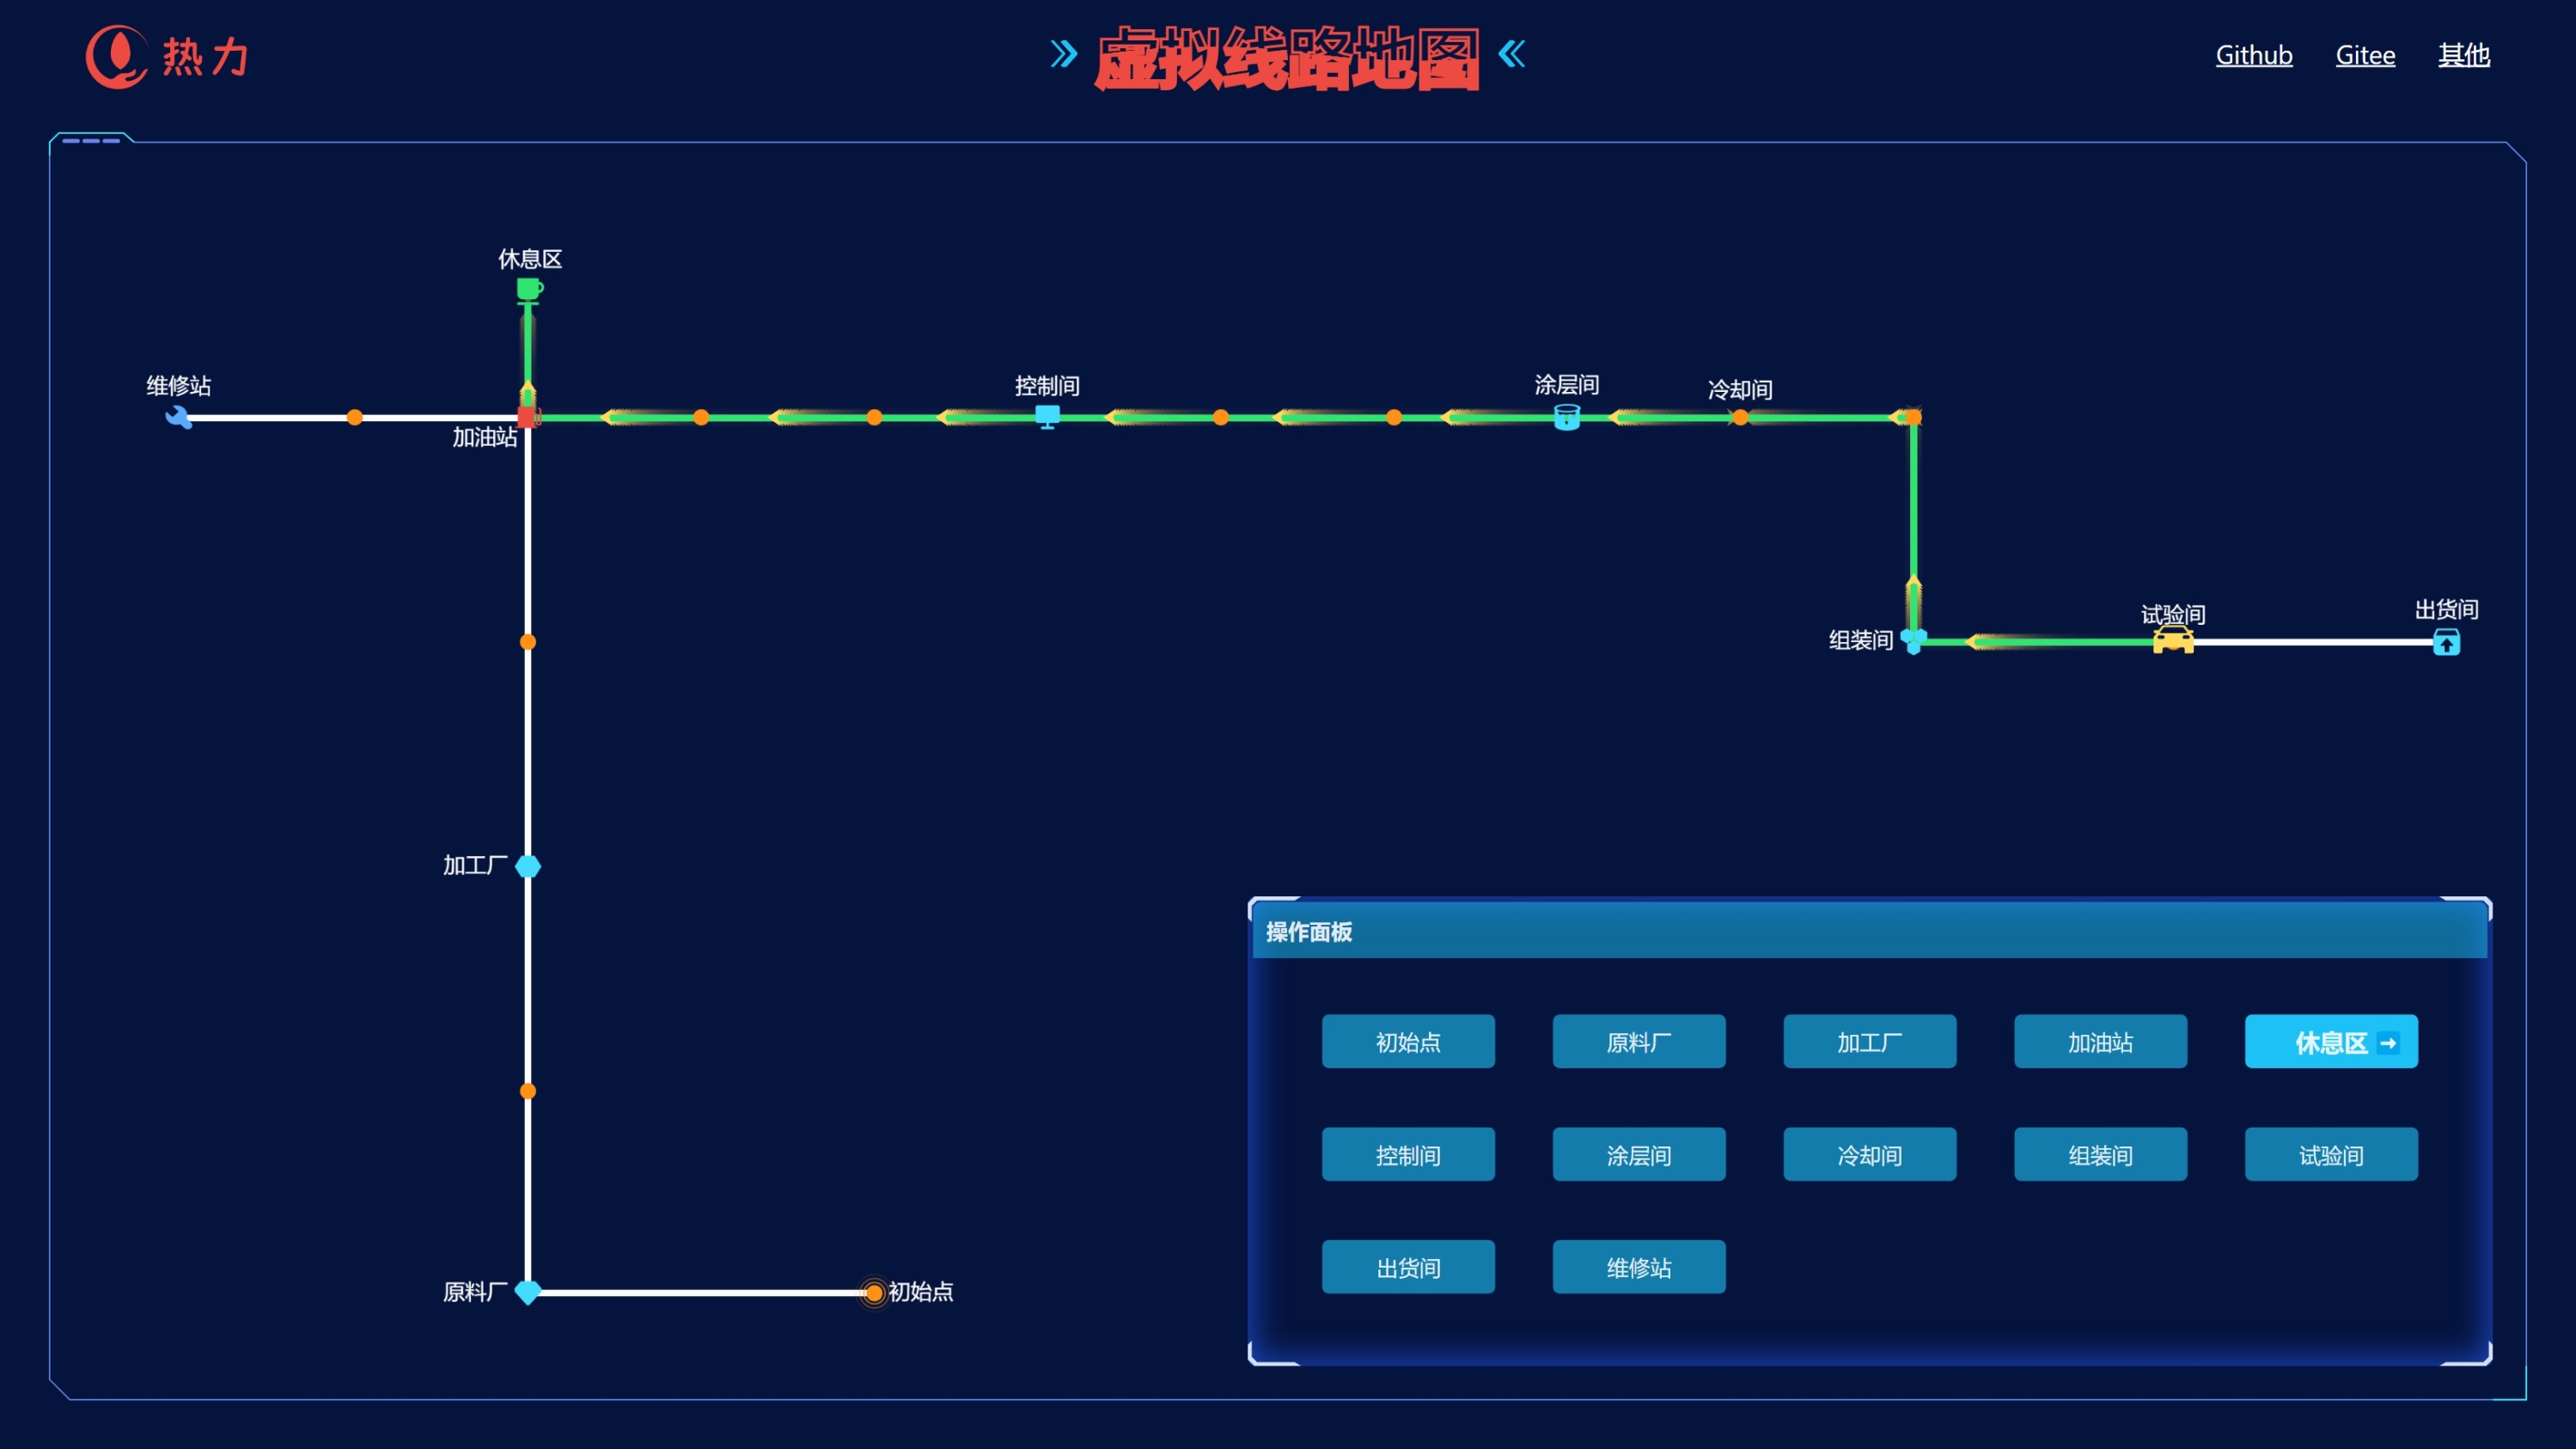 热力
虚拟线路地图
Github
Gitee
其他
休息区
维修站
控制间
涂层间
冷却间
加油站
组装间
试验间
出货间
加工厂
原料厂
初始点
操作面板
初始点
原料厂
加工厂
加油站
休息区
控制间
涂层间
冷却间
组装间
试验间
出货间
维修站